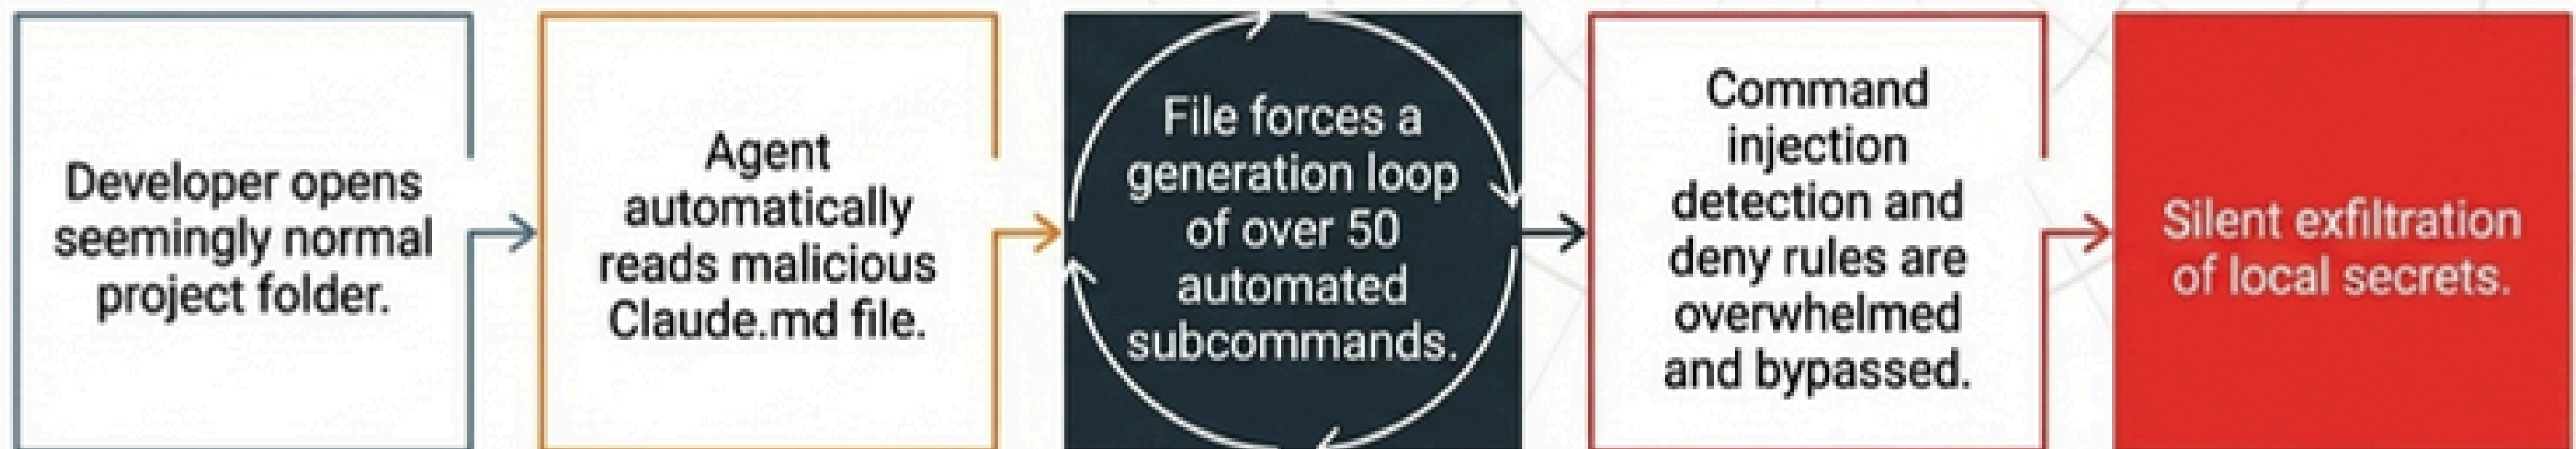 Developer opens
seemingly normal
project folder.
Agent
automatically
reads malicious
Claude.md file.
File forces a
generation loop
of over 50
automated
subcommands.
Command
injection
detection and
deny rules are
overwhelmed
and bypassed.
Silent exfiltration
of local secrets.